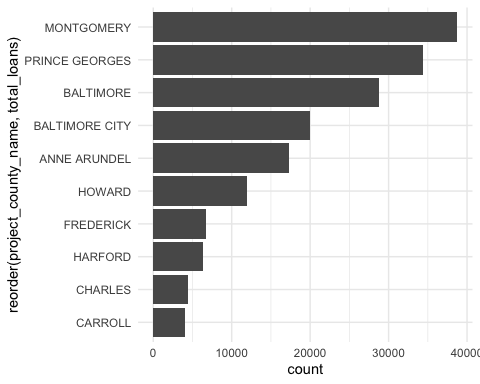 reorder(project_county_name, total_loans)
MONTGOMERY
PRINCE GEORGES
BALTIMORE
BALTIMORE CITY
ANNE ARUNDEL
HOWARD
FREDERICK
HARFORD
CHARLES
CARROLL
0 10000 20000 30000 40000
count